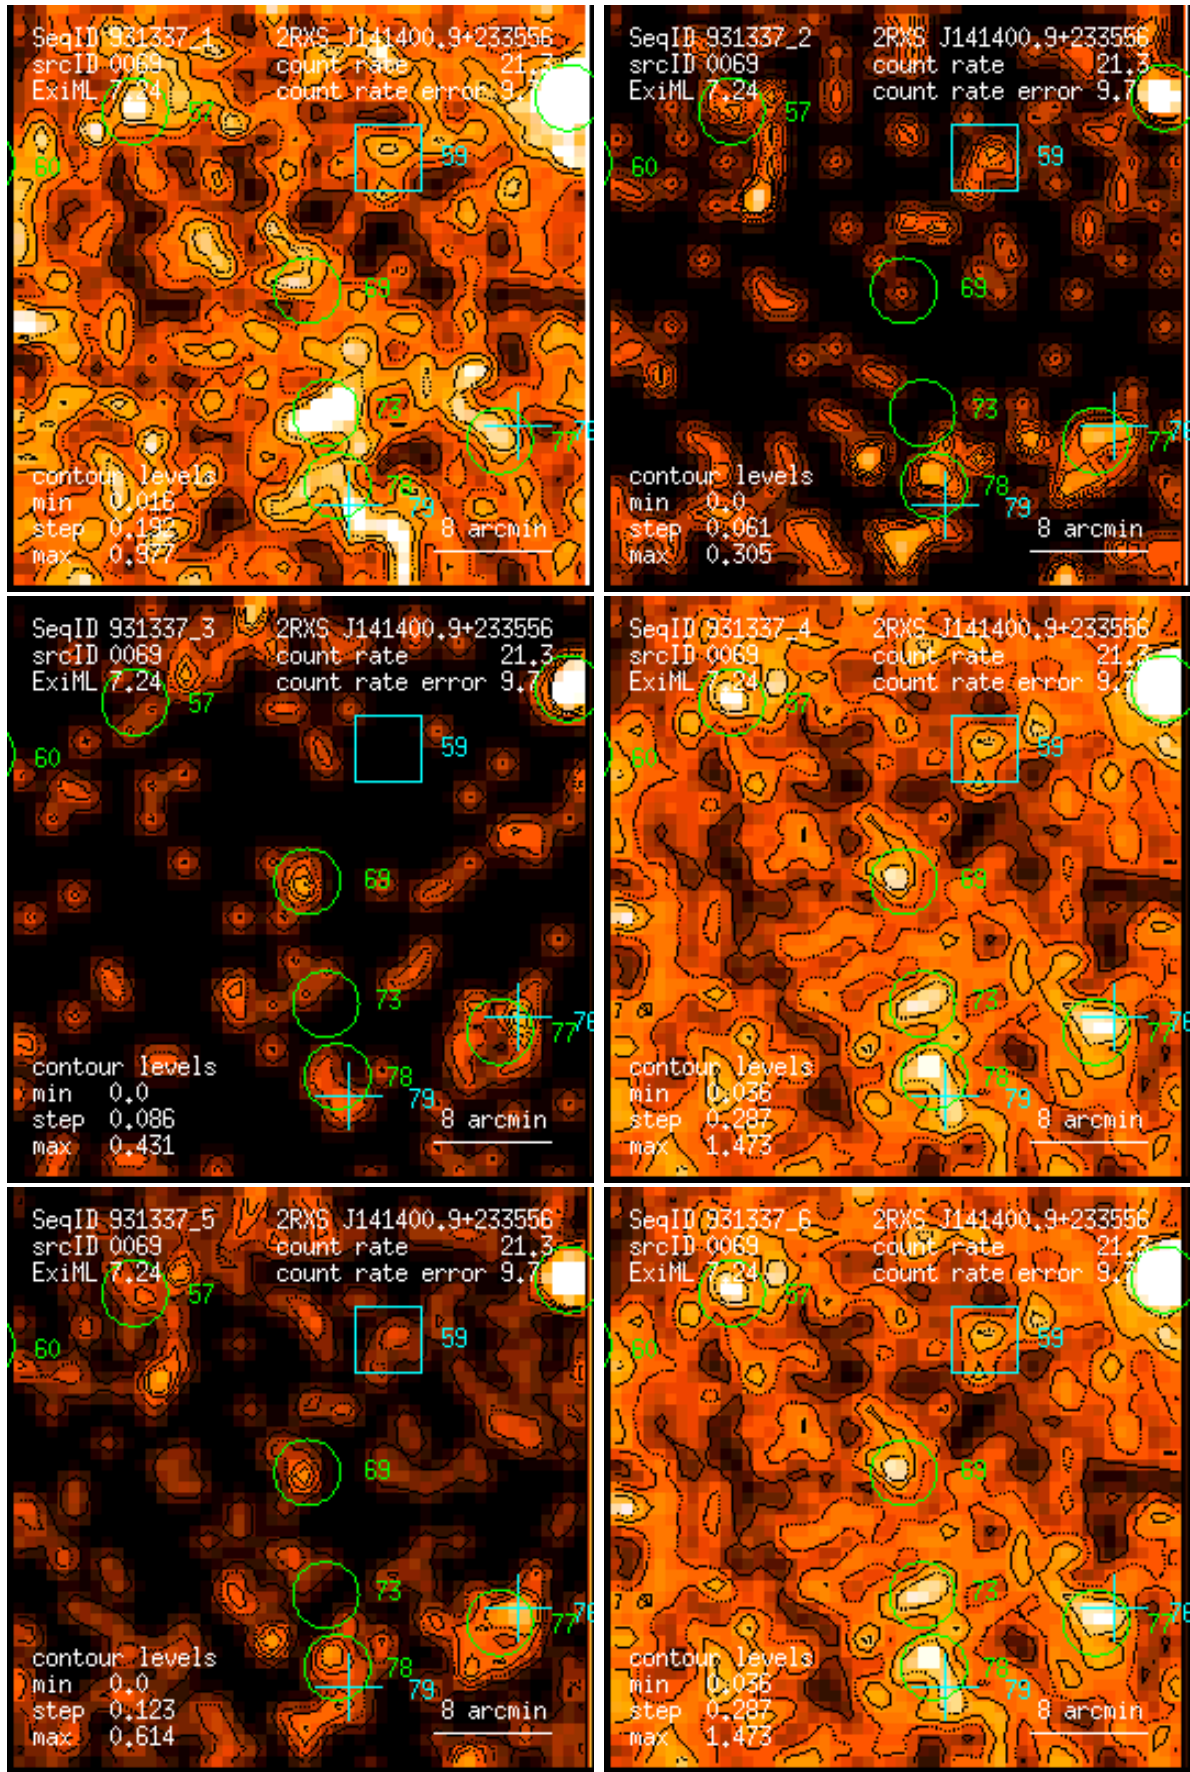 SeqID 931337_1 2RXS J141400.9+233556
srcID 0069 count rate 21.3
ExiML 7.24 count rate error 9.7
57
59
60
69
73
76
77
78
79
contour levels
min 0.016
step 0.192
max 0.977
8 arcmin
SeqID 931337_2 2RXS J141400.9+233556
srcID 0069 count rate 21.3
ExiML 7.24 count rate error 9.7
57
59
60
69
73
76
77
78
79
contour levels
min 0.0
step 0.061
max 0.305
8 arcmin
SeqID 931337_3 2RXS J141400.9+233556
srcID 0069 count rate 21.3
ExiML 7.24 count rate error 9.7
57
59
60
69
73
76
77
78
79
contour levels
min 0.0
step 0.086
max 0.431
8 arcmin
SeqID 931337_4 2RXS J141400.9+233556
srcID 0069 count rate 21.3
ExiML 7.24 count rate error 9.7
57
59
60
69
73
76
77
78
79
contour levels
min 0.036
step 0.287
max 1.473
8 arcmin
SeqID 931337_5 2RXS J141400.9+233556
srcID 0069 count rate 21.3
ExiML 7.24 count rate error 9.7
57
59
60
69
73
76
77
78
79
contour levels
min 0.0
step 0.123
max 0.614
8 arcmin
SeqID 931337_6 2RXS J141400.9+233556
srcID 0069 count rate 21.3
ExiML 7.24 count rate error 9.7
57
59
60
69
73
76
77
78
79
contour levels
min 0.036
step 0.287
max 1.473
8 arcmin